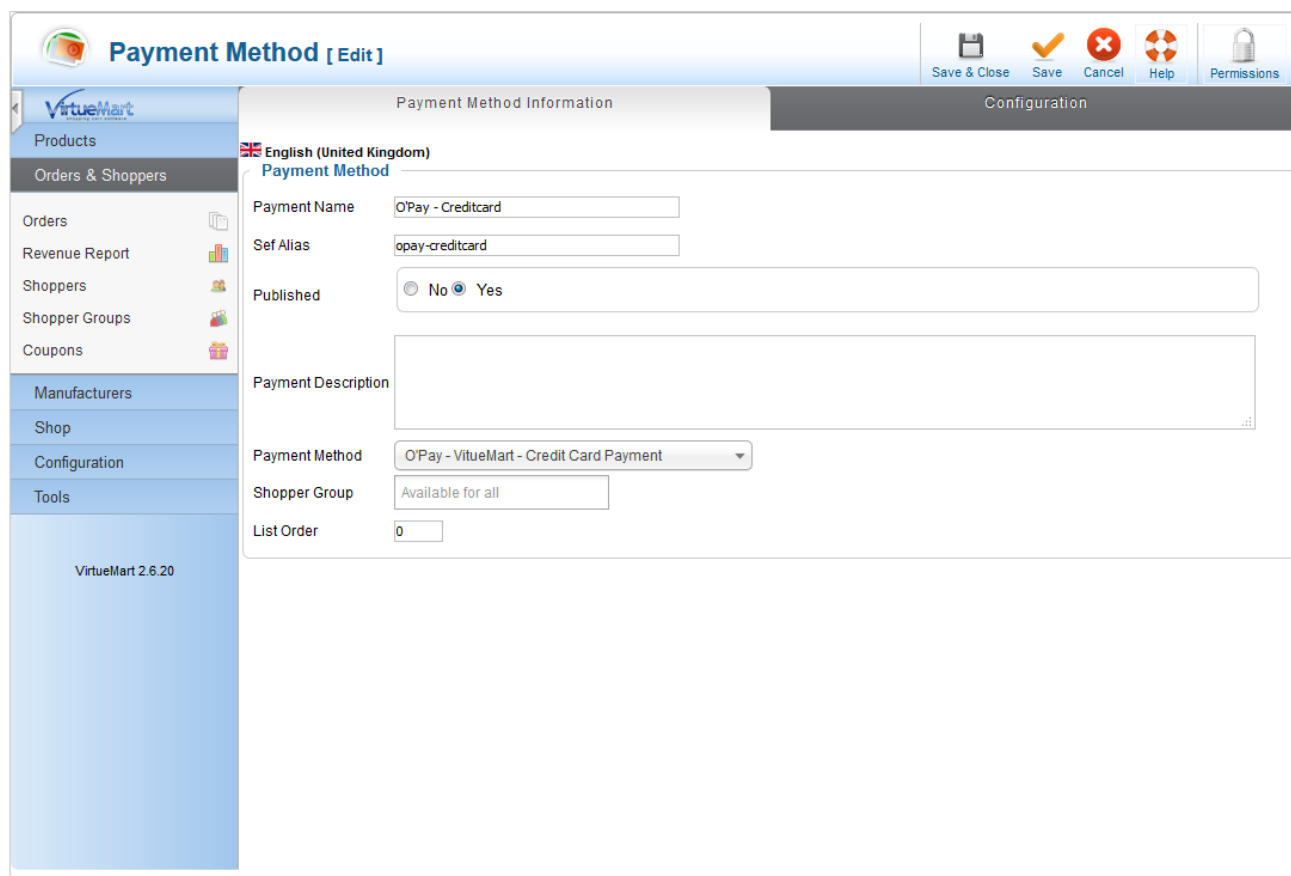 Payment Method [ Edit ]
Save & Close
Save
Cancel
Help
Permissions
VirtueMart
shopping cart software
Products
Orders & Shoppers
Orders
Revenue Report
Shoppers
Shopper Groups
Coupons
Manufacturers
Shop
Configuration
Tools
VirtueMart 2.6.20
Payment Method Information
Configuration
English (United Kingdom)
Payment Method
Payment Name
O'Pay - Creditcard
Sef Alias
opay-creditcard
Published
No Yes
Payment Description
Payment Method
O'Pay - VitueMart - Credit Card Payment
Shopper Group
Available for all
List Order
0